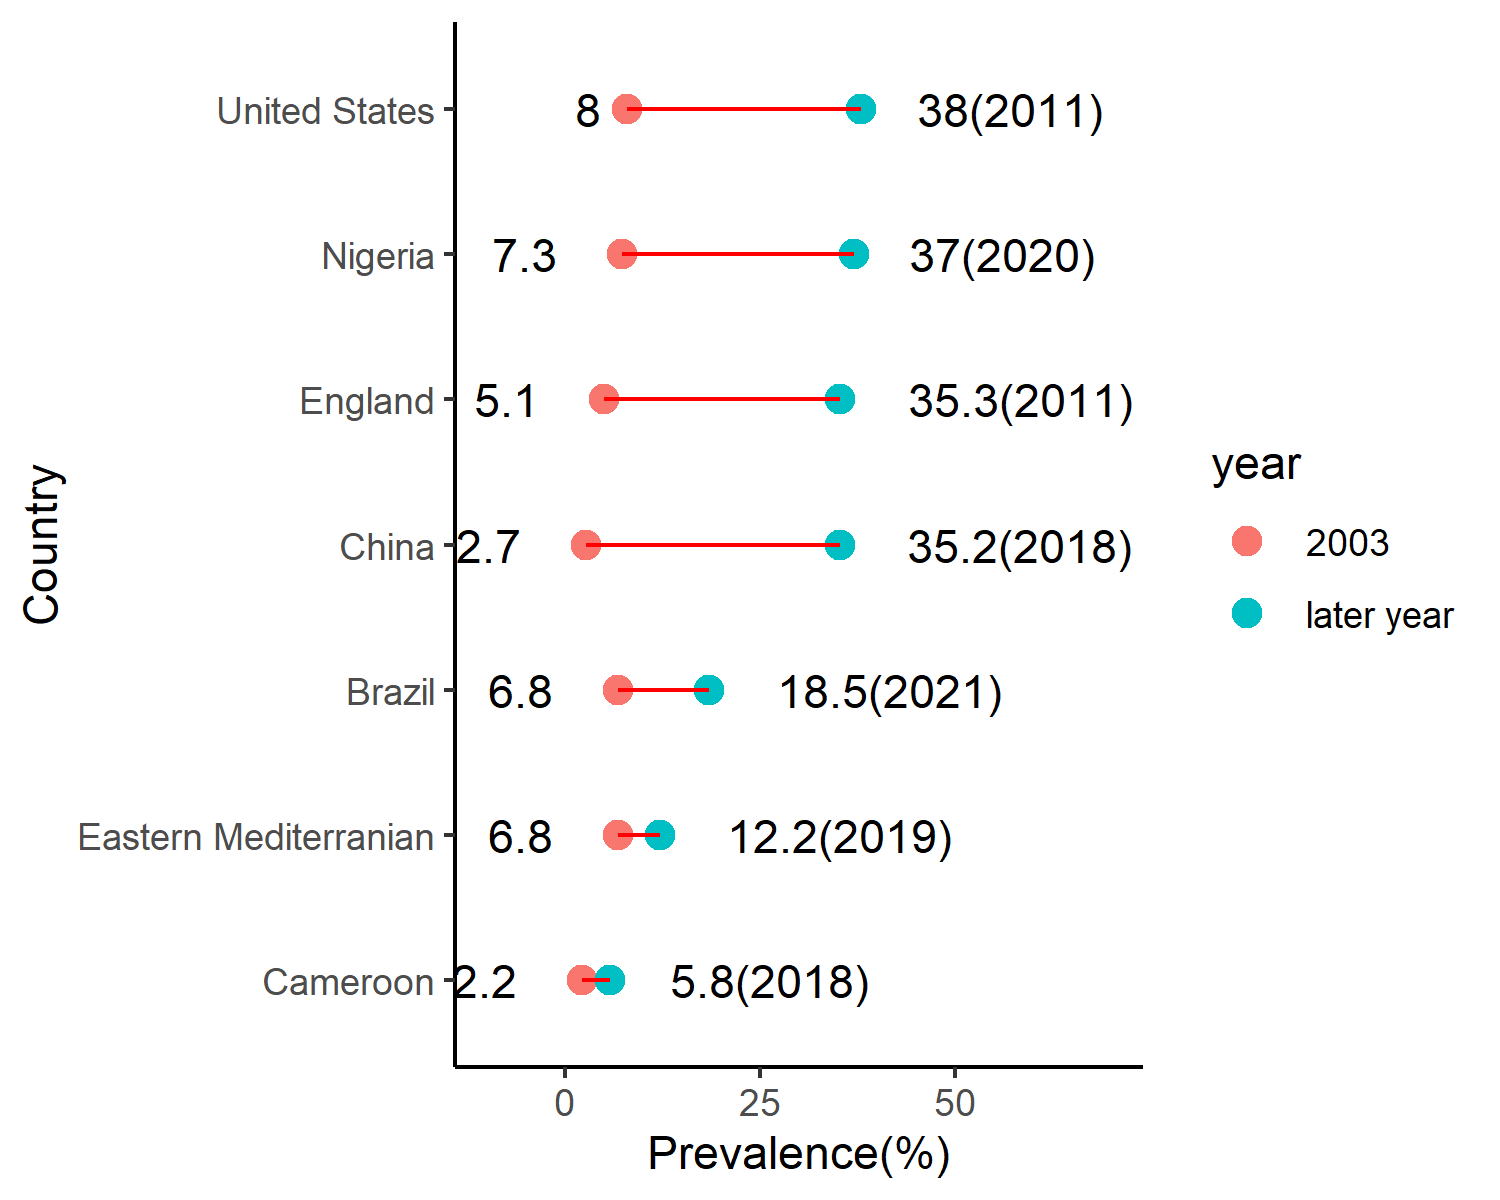 United States 8 38(2011)
Nigeria 7.3 37(2020)
England 5.1 35.3(2011)
China 2.7 35.2(2018)
Brazil 6.8 18.5(2021)
Eastern Mediterranian 6.8 12.2(2019)
Cameroon 2.2 5.8(2018)
0 25 50
Prevalence(%)
Country
year
2003
later year